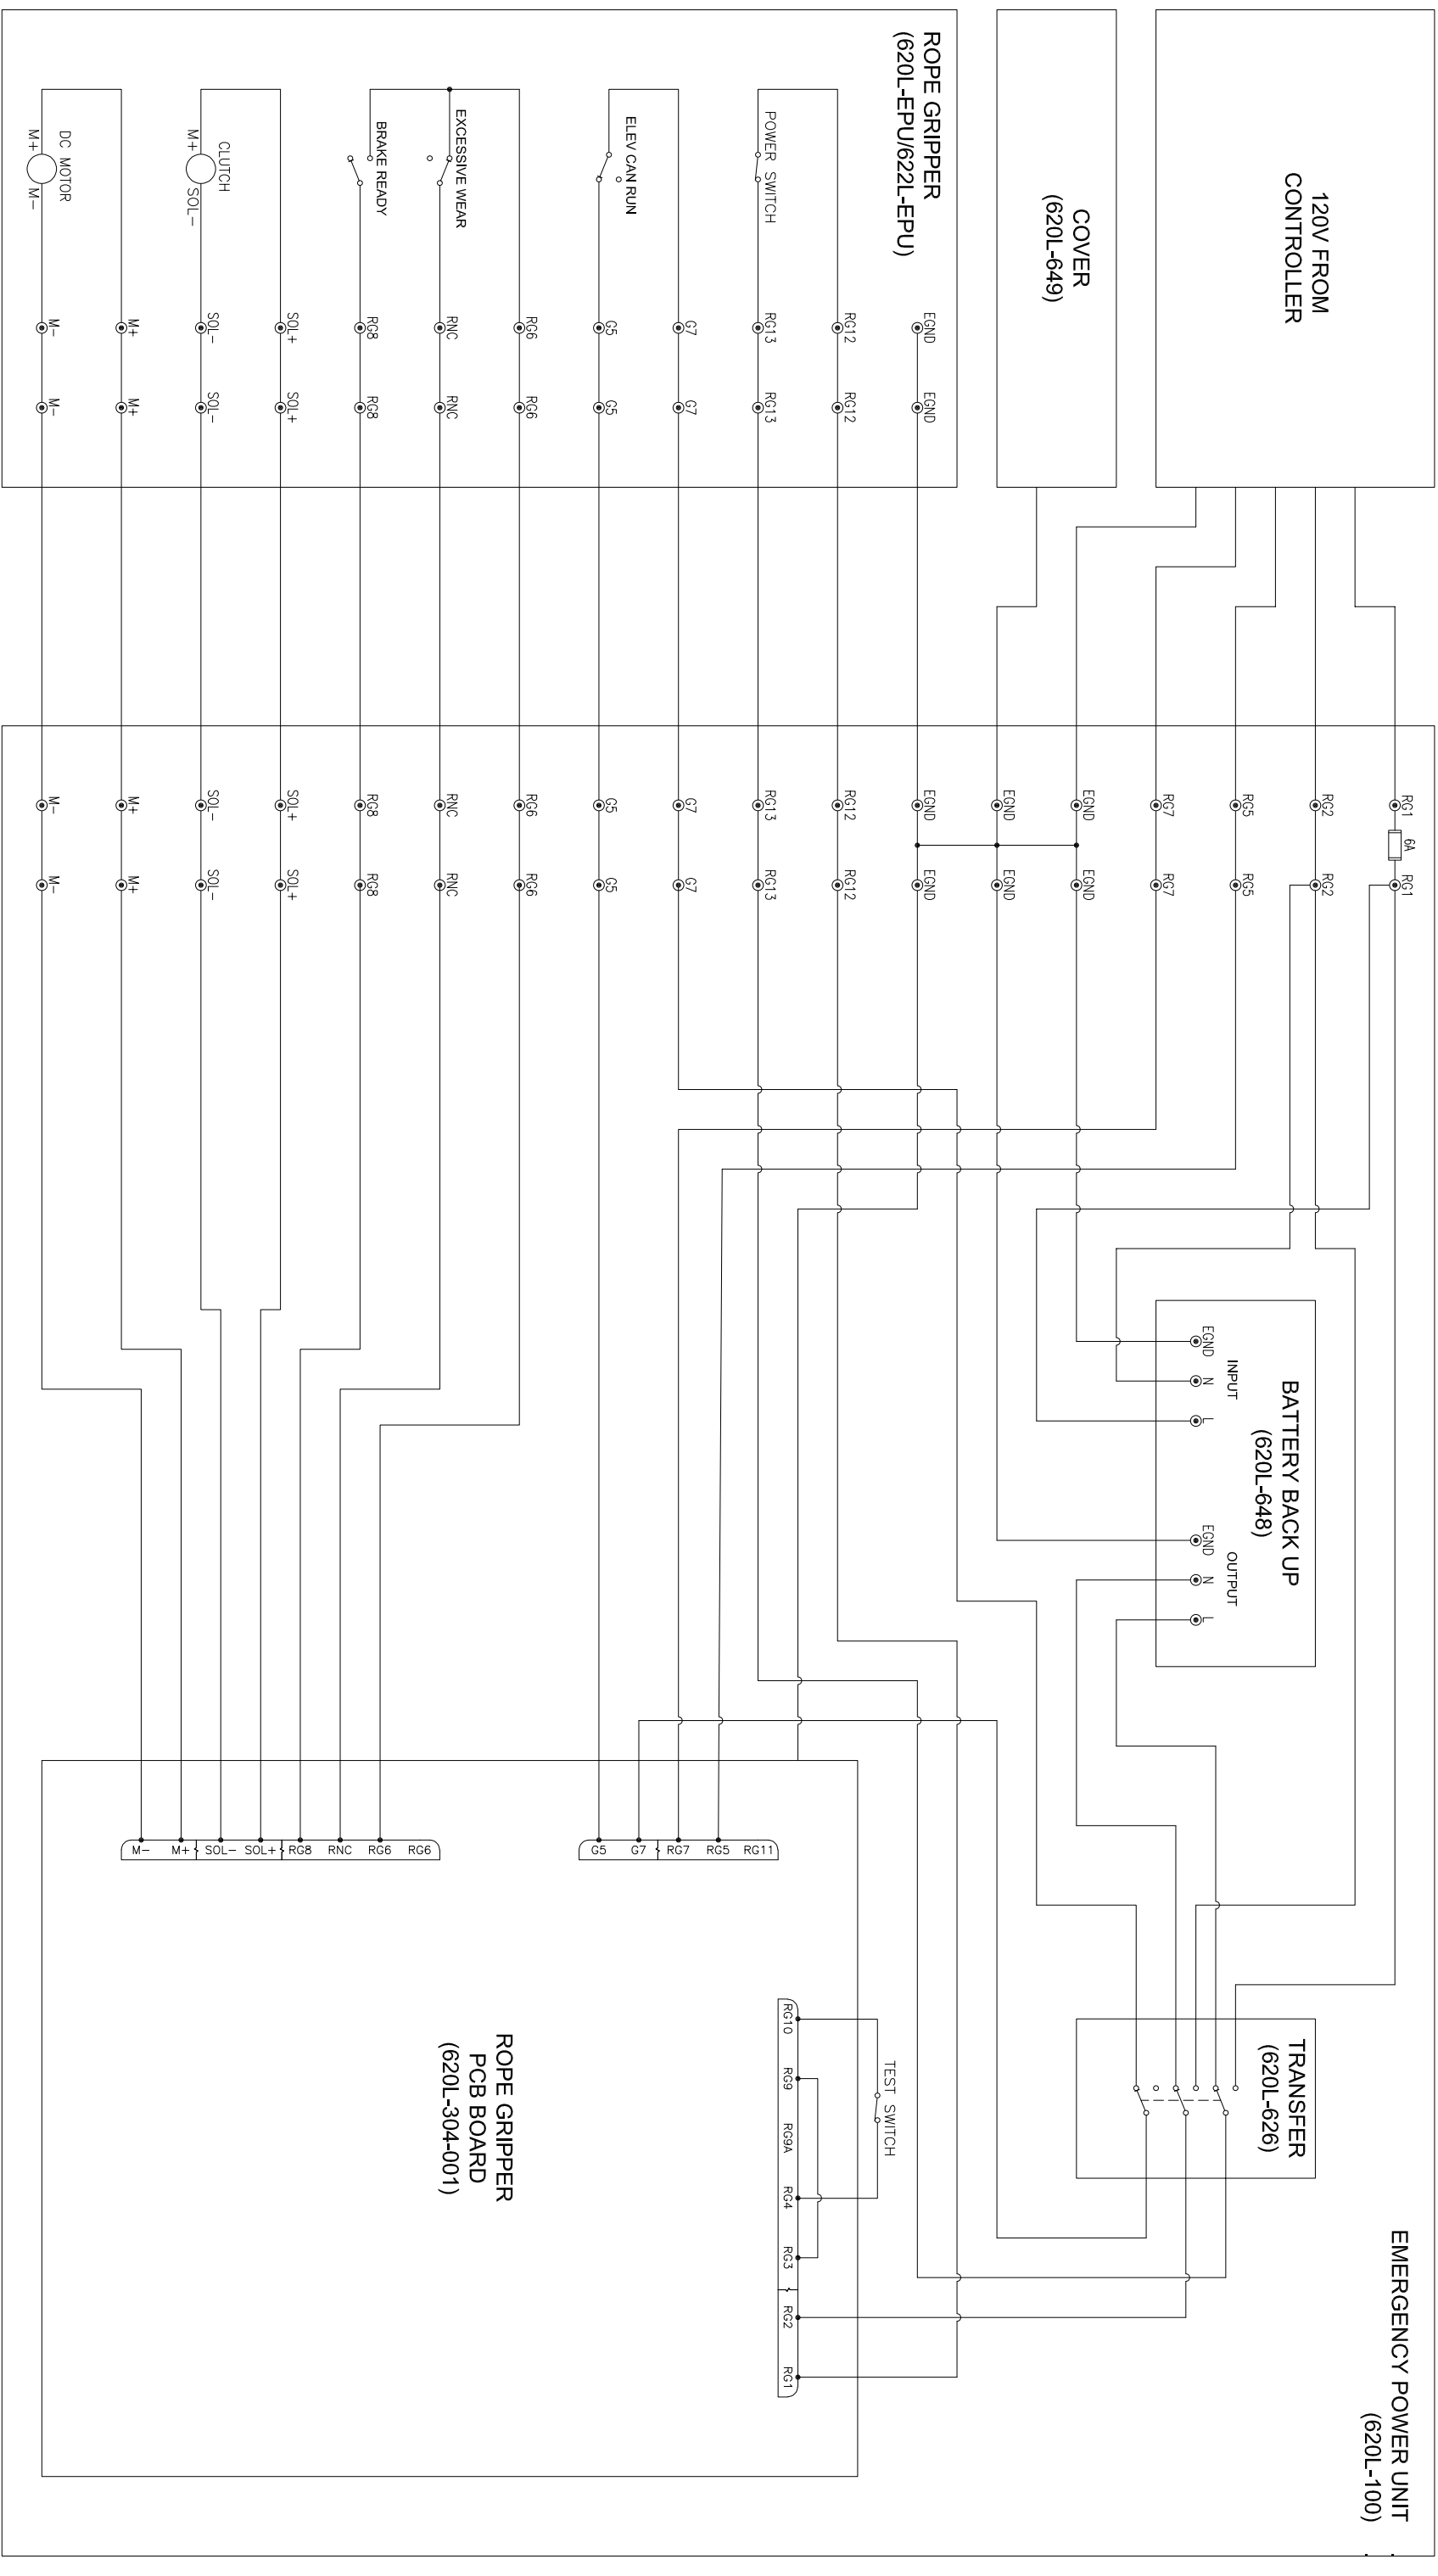 EMERGENCY POWER UNIT
(620L-100)
120V FROM
CONTROLLER
COVER
(620L-649)
ROPE GRIPPER
(620L-EPU/622L-EPU)
POWER SWITCH
ELEV CAN RUN
EXCESSIVE WEAR
BRAKE READY
CLUTCH
M+ SOL-
DC MOTOR
M+ M-
EGND EGND
RG12 RG12
RG13 RG13
G7 G7
G5 G5
RG6 RG6
RNC RNC
RG8 RG8
SOL+ SOL+
SOL- SOL-
M+ M+
M- M-
RG1 6A RG1
RG2 RG2
RG5 RG5
RG7 RG7
EGND EGND
EGND EGND
EGND EGND
RG12 RG12
RG13 RG13
G7 G7
G5 G5
RG6 RG6
RNC RNC
RG8 RG8
SOL+ SOL+
SOL- SOL-
M+ M+
M- M-
BATTERY BACK UP
(620L-648)
INPUT OUTPUT
EGND N L EGND N L
TRANSFER
(620L-626)
TEST SWITCH
RG10 RG9 RG9A RG4 RG3 RG2 RG1
ROPE GRIPPER
PCB BOARD
(620L-304-001)
RG11
RG5
RG7
G7
G5
RG6
RG6
RNC
RG8
SOL+
SOL-
M+
M-